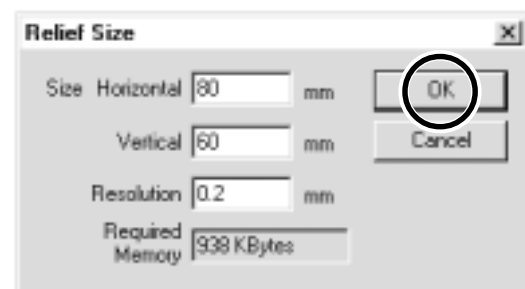 Relief Size
Size Horizontal 80 mm OK
Vertical 60 mm Cancel
Resolution 0.2 mm
Required
Memory 938 KBytes